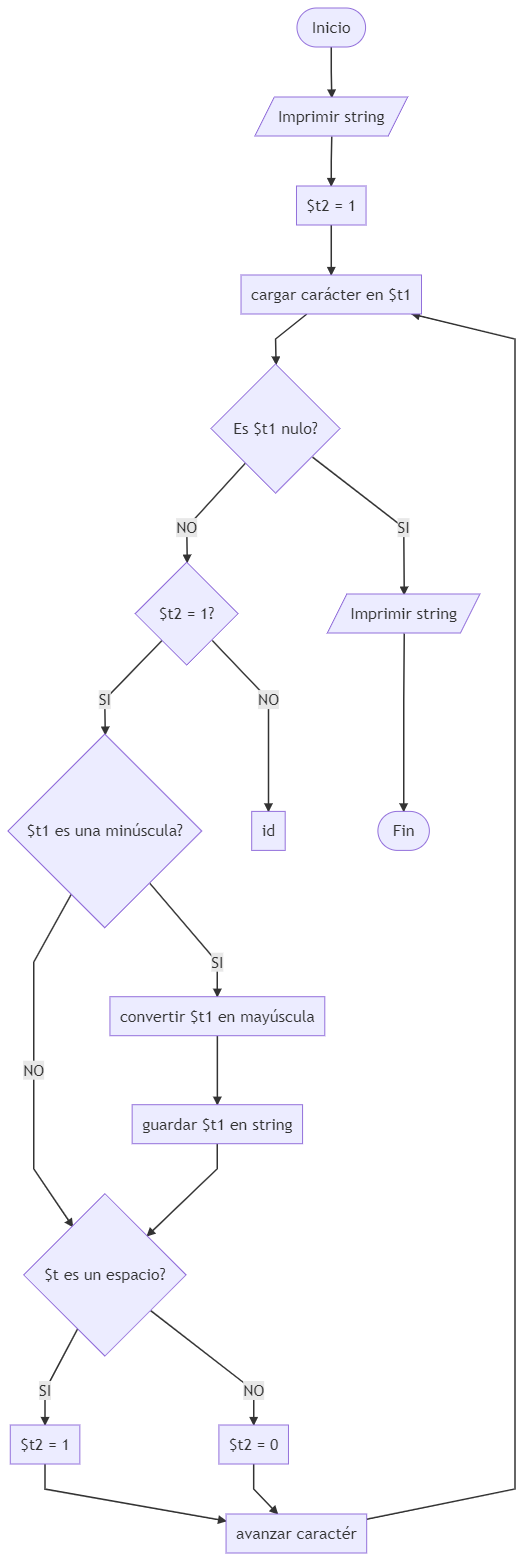 Inicio
Imprimir string
$t2 = 1
cargar carácter en $t1
Es $t1 nulo?
NO
SI
$t2 = 1?
Imprimir string
SI
NO
$t1 es una minúscula?
id
Fin
SI
convertir $t1 en mayúscula
NO
guardar $t1 en string
$t es un espacio?
SI
NO
$t2 = 1
$t2 = 0
avanzar caractér